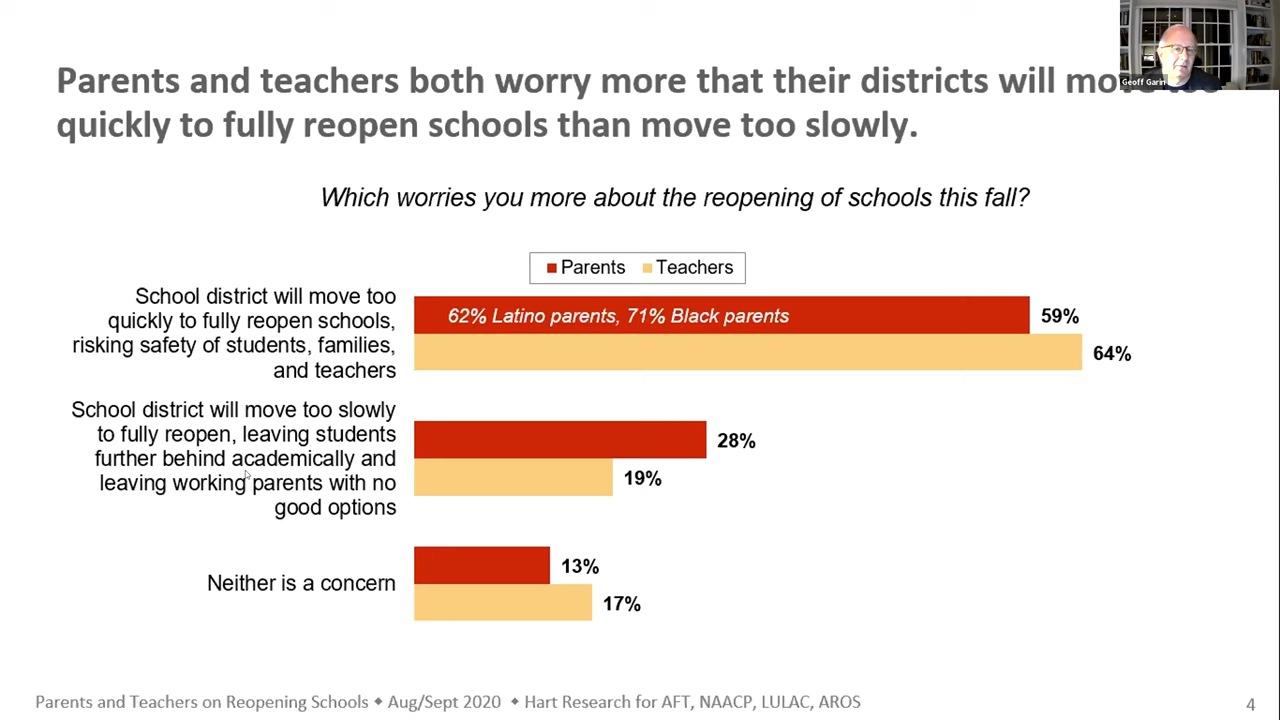 Parents and teachers both worry more that their districts will move too
quickly to fully reopen schools than move too slowly.
Geoff Garin
Which worries you more about the reopening of schools this fall?
Parents Teachers
School district will move too
quickly to fully reopen schools,
risking safety of students, families,
and teachers
62% Latino parents, 71% Black parents
59%
64%
School district will move too slowly
to fully reopen, leaving students
further behind academically and
leaving working parents with no
good options
28%
19%
Neither is a concern
13%
17%
Parents and Teachers on Reopening Schools ◆ Aug/Sept 2020 ◆ Hart Research for AFT, NAACP, LULAC, AROS
4